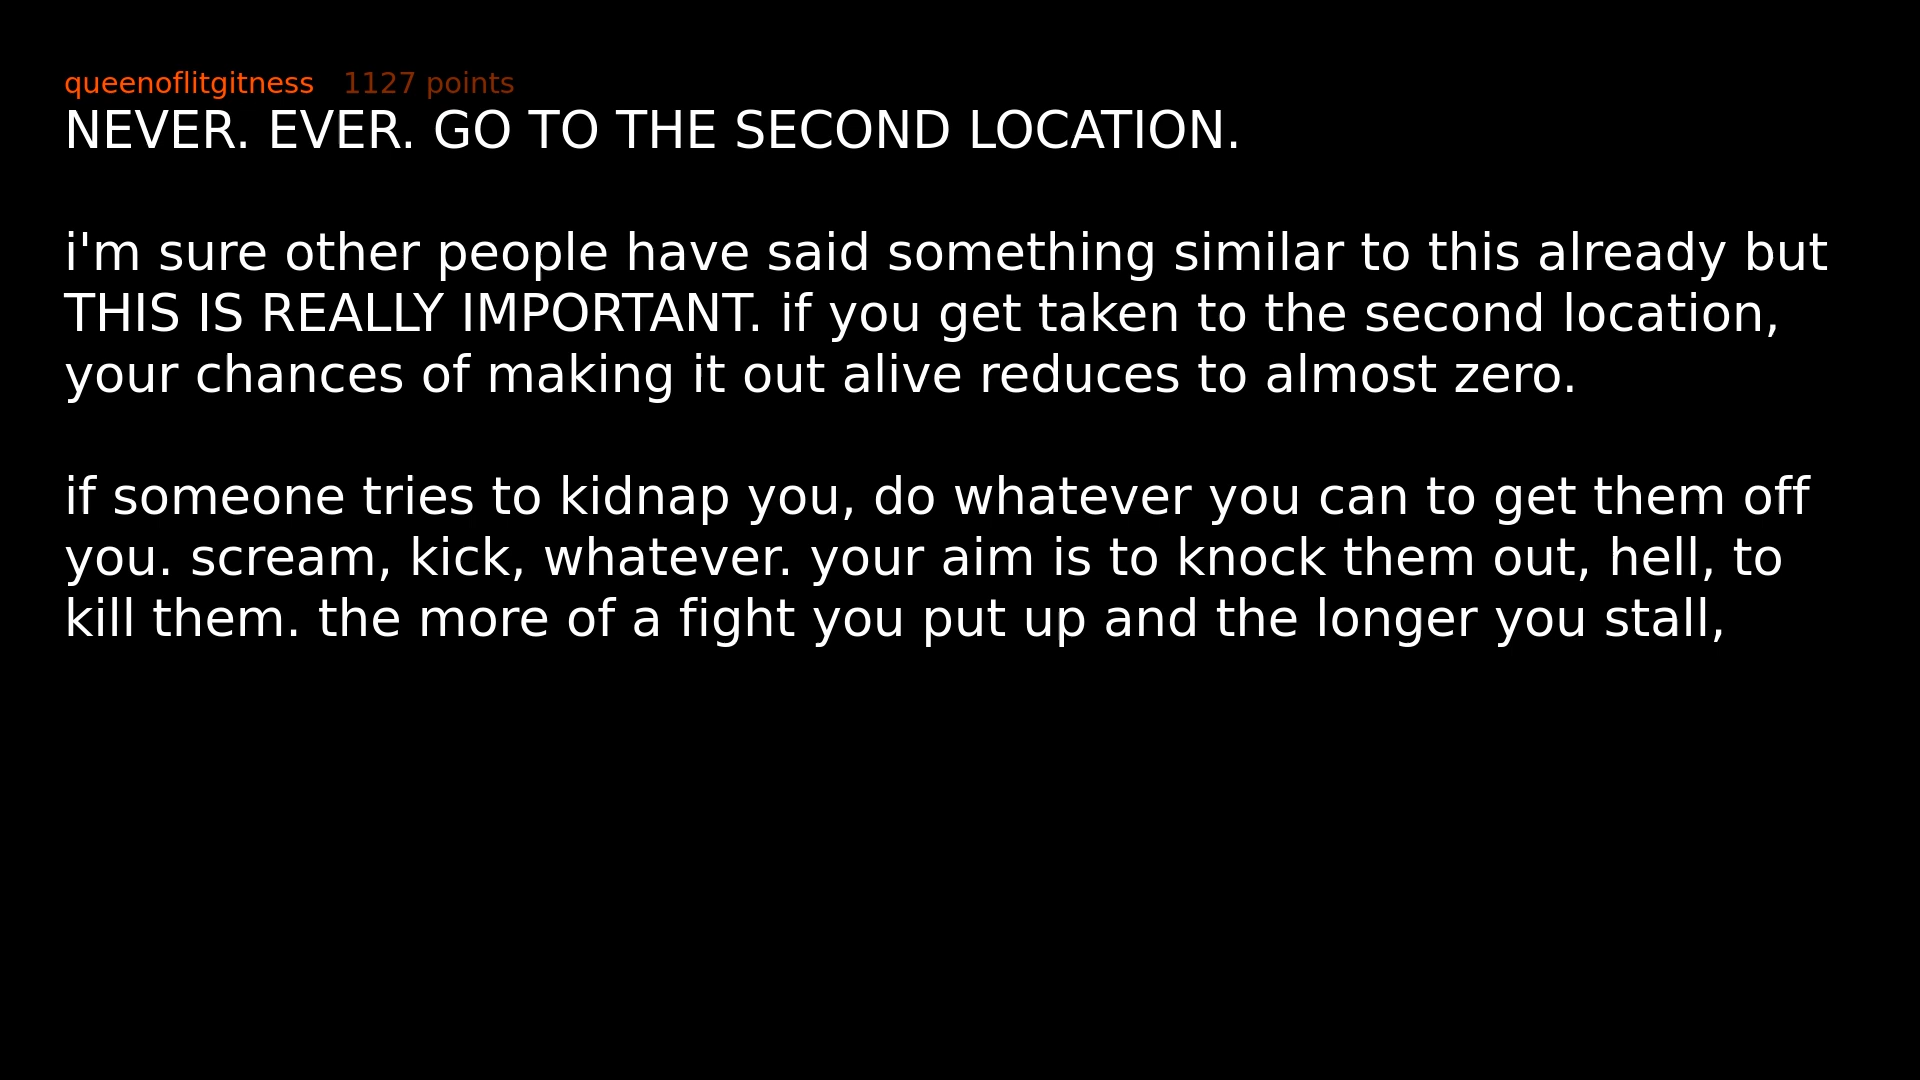 queenoflitgitness 1127 points
NEVER. EVER. GO TO THE SECOND LOCATION.
i'm sure other people have said something similar to this already but
THIS IS REALLY IMPORTANT. if you get taken to the second location,
your chances of making it out alive reduces to almost zero.
if someone tries to kidnap you, do whatever you can to get them off
you. scream, kick, whatever. your aim is to knock them out, hell, to
kill them. the more of a fight you put up and the longer you stall,